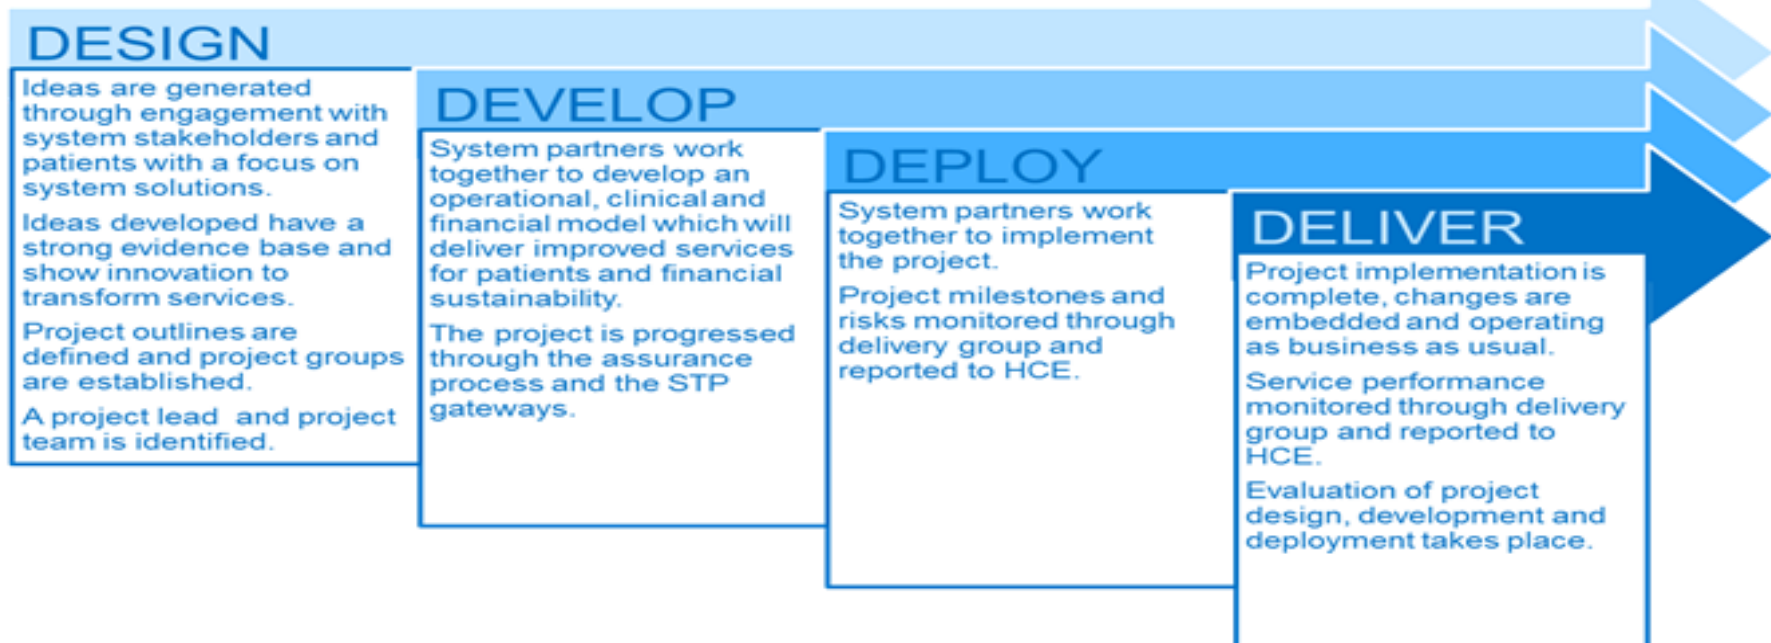 DESIGN
Ideas are generated
through engagement with
system stakeholders and
patients with a focus on
system solutions.
Ideas developed have a
strong evidence base and
show innovation to
transform services.
Project outlines are
defined and project groups
are established.
A project lead and project
team is identified.
DEVELOP
System partners work
together to develop an
operational, clinical and
financial model which will
deliver improved services
for patients and financial
sustainability.
The project is progressed
through the assurance
process and the STP
gateways.
DEPLOY
System partners work
together to implement
the project.
Project milestones and
risks monitored through
delivery group and
reported to HCE.
DELIVER
Project implementation is
complete, changes are
embedded and operating
as business as usual.
Service performance
monitored through delivery
group and reported to
HCE.
Evaluation of project
design, development and
deployment takes place.